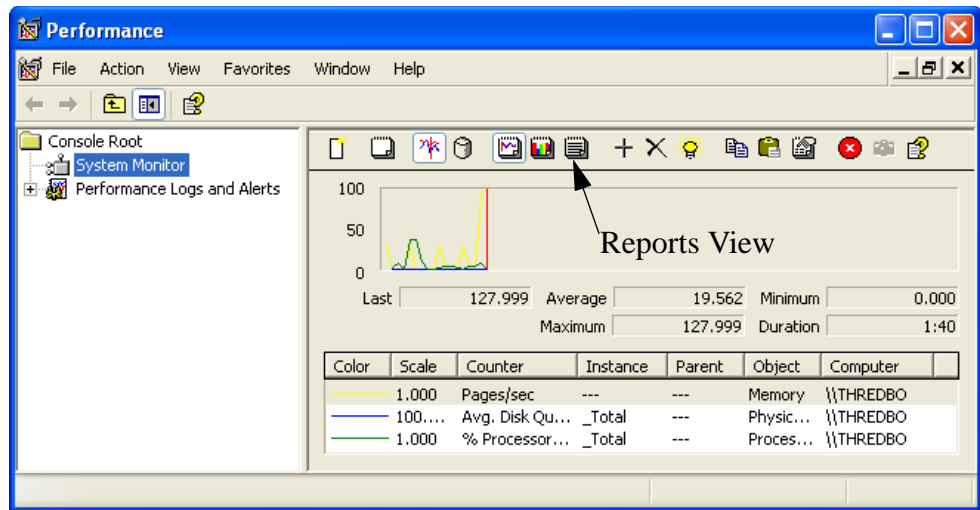 Performance
File Action View Favorites Window Help
Console Root
System Monitor
Performance Logs and Alerts
100
50
0
Reports View
Last 127.999 Average 19.562 Minimum 0.000
Maximum 127.999 Duration 1:40
Color Scale Counter Instance Parent Object Computer
1.000 Pages/sec --- --- Memory \\THREDBO
100.... Avg. Disk Qu... _Total --- Physic... \\THREDBO
1.000 % Processor... _Total --- Proces... \\THREDBO